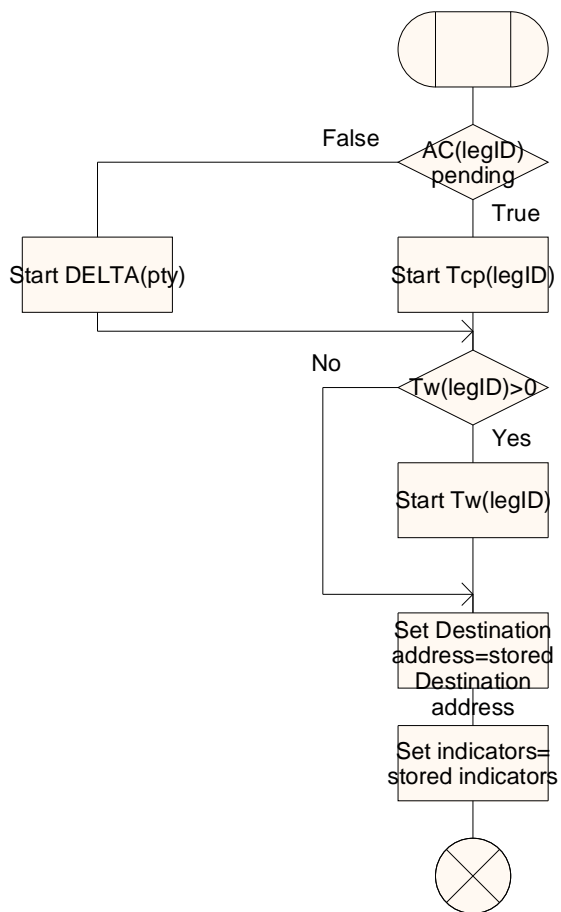 AC(legID)
pending
False
True
Start DELTA(pty)
Start Tcp(legID)
Tw(legID)>0
No
Yes
Start Tw(legID)
Set Destination
address=stored
Destination
address
Set indicators=
stored indicators